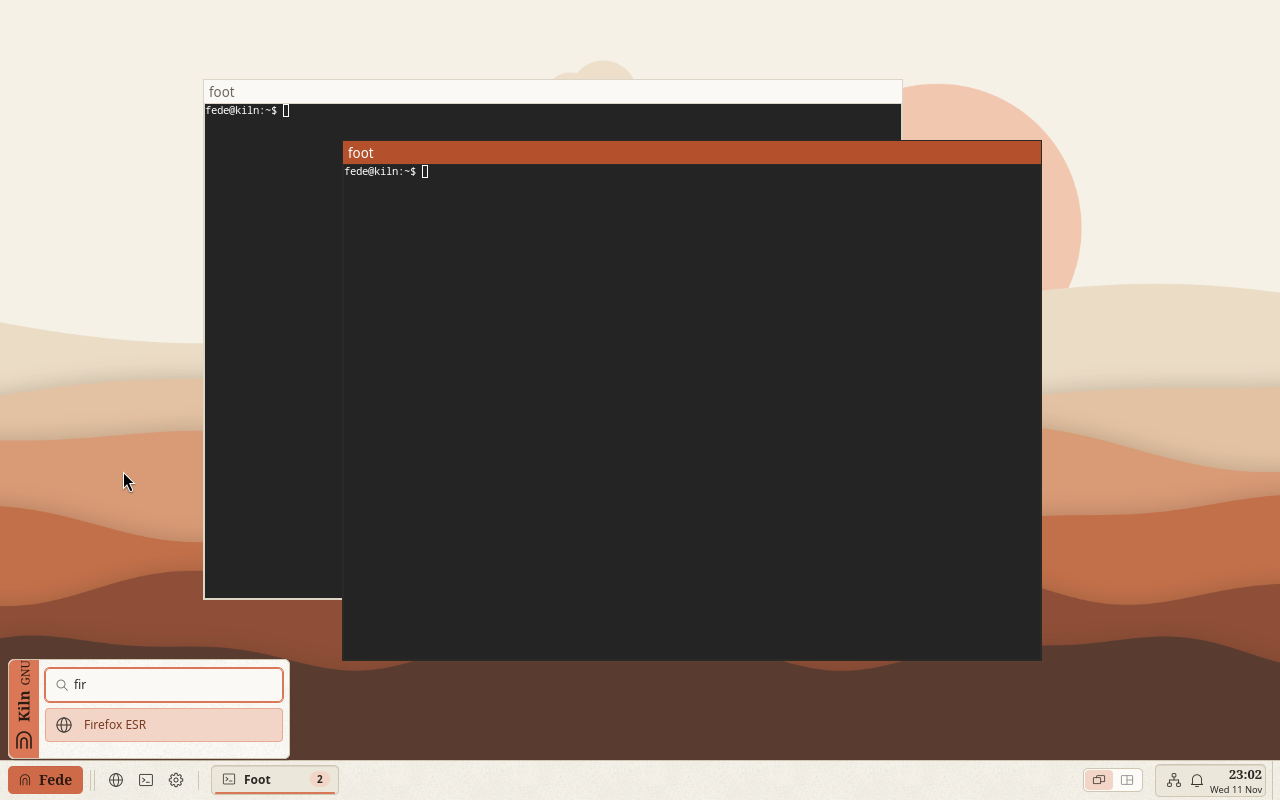 foot
fede@kiln:~$
foot
fede@kiln:~$
Kiln GNU
fir
Firefox ESR
Fede
Foot
2
23:02
Wed 11 Nov